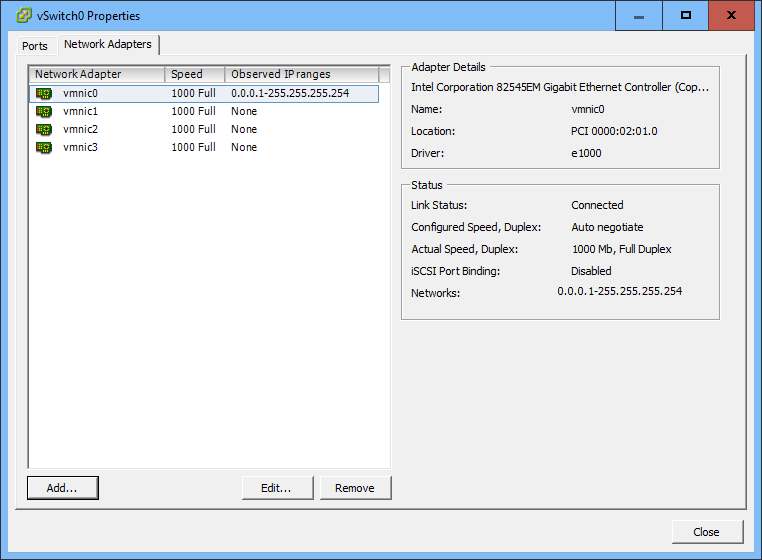 vSwitch0 Properties
Ports Network Adapters
Network Adapter Speed Observed IP ranges
vmnic0 1000 Full 0.0.0.1-255.255.255.254
vmnic1 1000 Full None
vmnic2 1000 Full None
vmnic3 1000 Full None
Adapter Details
Intel Corporation 82545EM Gigabit Ethernet Controller (Cop...
Name: vmnic0
Location: PCI 0000:02:01.0
Driver: e1000
Status
Link Status: Connected
Configured Speed, Duplex: Auto negotiate
Actual Speed, Duplex: 1000 Mb, Full Duplex
iSCSI Port Binding: Disabled
Networks: 0.0.0.1-255.255.255.254
Add... Edit... Remove
Close